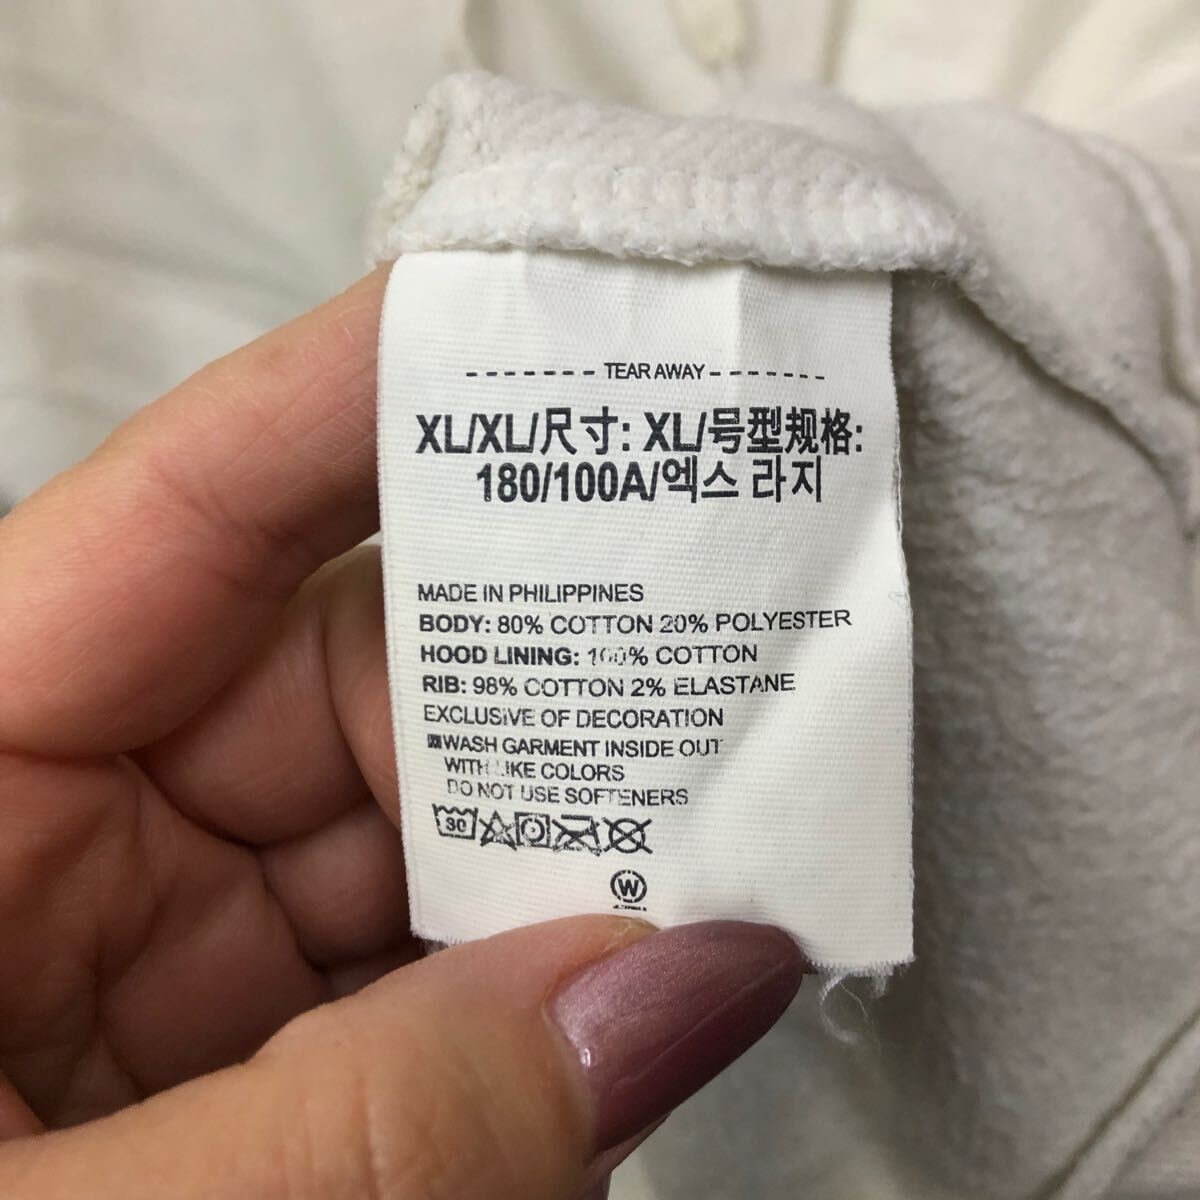 ------- TEAR AWAY -------
XL/XL/尺寸: XL/号型规格:
180/100A/엑스 라지
MADE IN PHILIPPINES
BODY: 80% COTTON 20% POLYESTER
HOOD LINING: 100% COTTON
RIB: 98% COTTON 2% ELASTANE
EXCLUSIVE OF DECORATION
WASH GARMENT INSIDE OUT
WITH LIKE COLORS
DO NOT USE SOFTENERS
30
W